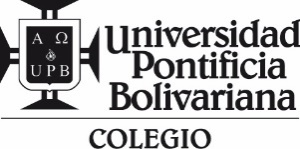 Α Ω
UPB
Universidad
Pontificia
Bolivariana
COLEGIO